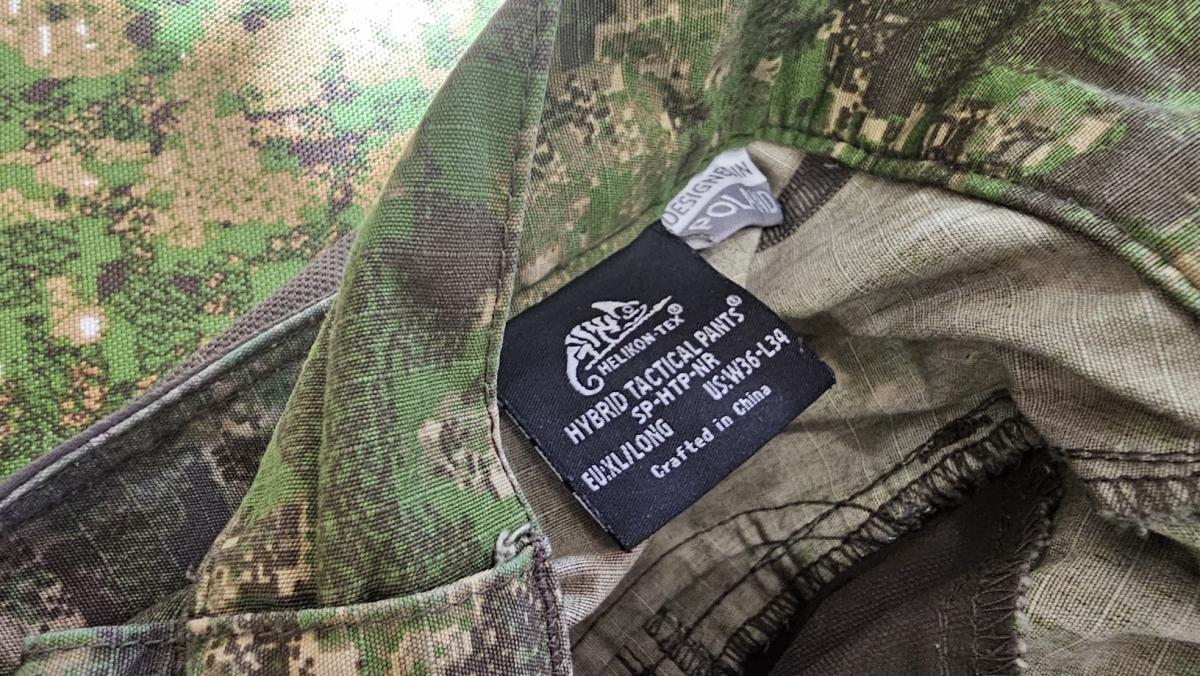 DESIGNED IN
POLAND
HELIKON-TEX®
HYBRID TACTICAL PANTS®
SP-HTP-NR
EU:XL/LONG US:W36-L34
Crafted in China